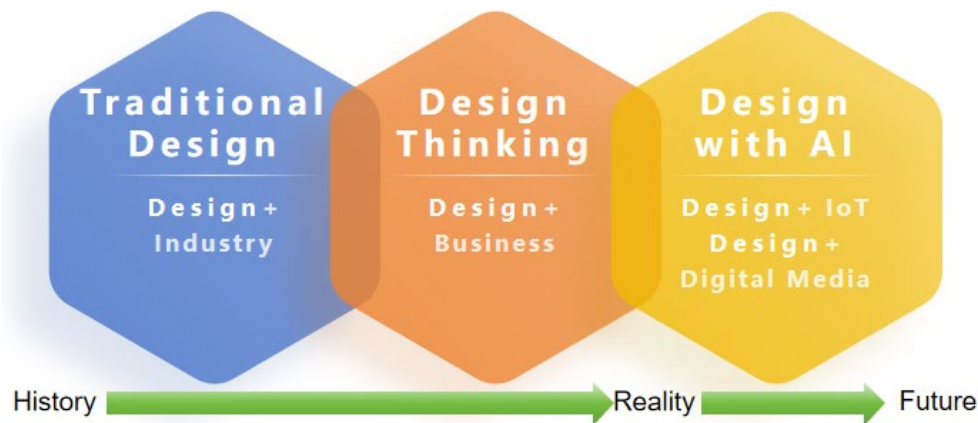 Traditional
Design
Design+
Industry
Design
Thinking
Design+
Business
Design
with AI
Design+ IoT
Design+
Digital Media
History
Reality
Future